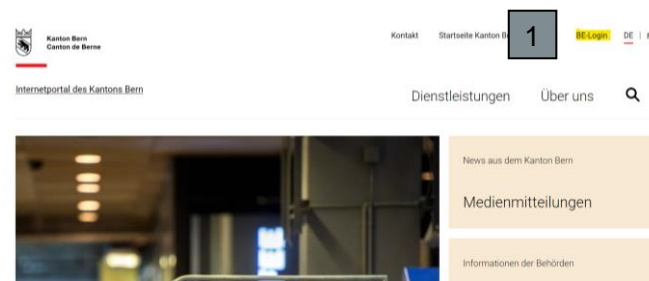 Kanton Bern
Canton de Berne
Kontakt
Startseite Kanton
1
BE-Login
DE |
Internetportal des Kantons Bern
Dienstleistungen
Über uns
News aus dem Kanton Bern
Medienmitteilungen
Informationen der Behörden